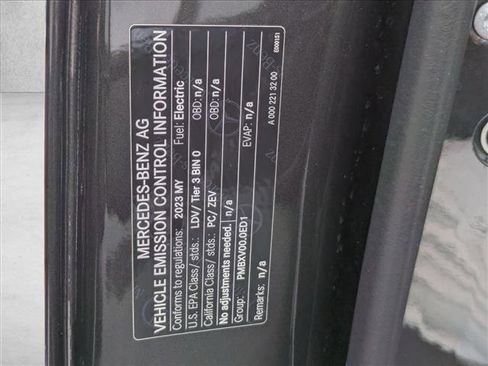 MERCEDES-BENZ AG
VEHICLE EMISSION CONTROL INFORMATION
Conforms to regulations: 2023 MY Fuel: Electric
U.S. EPA Class/ stds.: LDV/ Tier 3 BIN 0 OBD: n/a
California Class/ stds.: PC/ ZEV OBD: n/a
No adjustments needed. n/a
Group: PMBXV00.0ED1 EVAP: n/a
Remarks: n/a
A 000 221 32 00